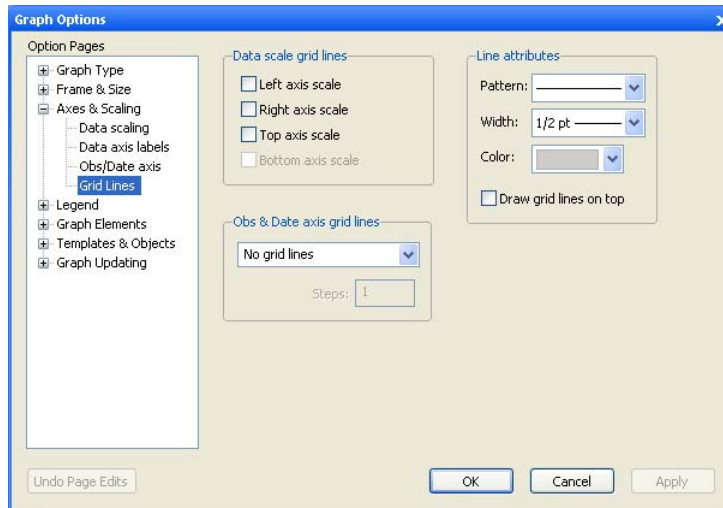 Graph Options
Option Pages
Graph Type
Frame & Size
Axes & Scaling
Data scaling
Data axis labels
Obs/Date axis
Grid Lines
Legend
Graph Elements
Templates & Objects
Graph Updating
Data scale grid lines
Left axis scale
Right axis scale
Top axis scale
Bottom axis scale
Obs & Date axis grid lines
No grid lines
Steps: 1
Line attributes
Pattern:
Width: 1/2 pt
Color:
Draw grid lines on top
Undo Page Edits
OK
Cancel
Apply